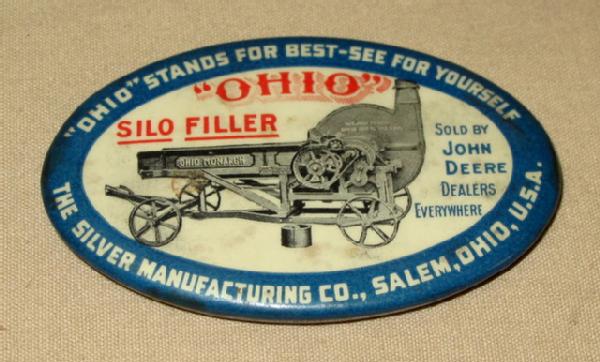 "OHIO" STANDS FOR BEST-SEE FOR YOURSELF
"OHIO"
SILO FILLER
OHIO MONARCH
SOLD BY
JOHN
DEERE
DEALERS
EVERYWHERE
THE SILVER MANUFACTURING CO., SALEM, OHIO, U.S.A.